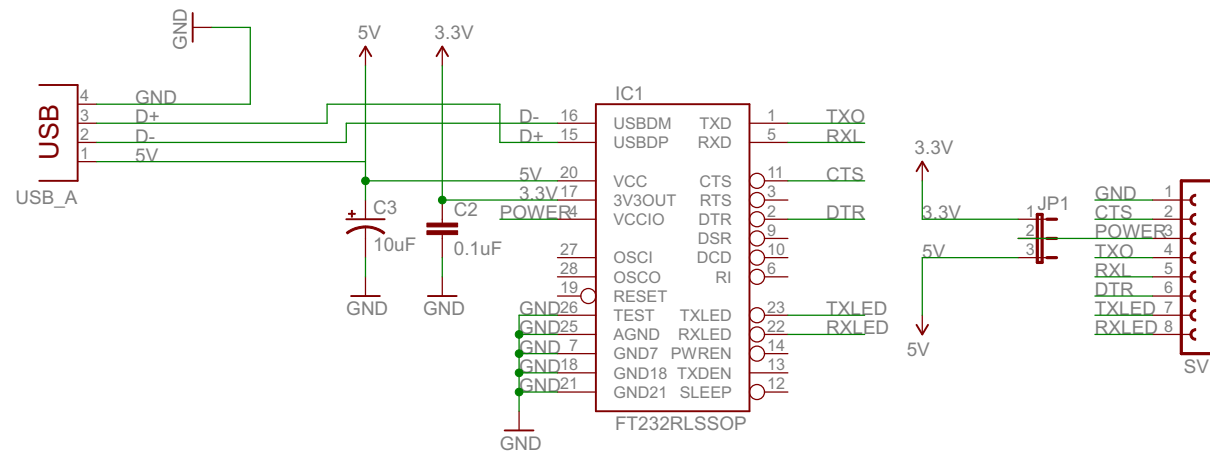 GND
5V
3.3V
USB
4 GND
3 D+
2 D-
1 5V
USB_A
IC1
D- 16 USBDM TXD 1 TXO
D+ 15 USBDP RXD 5 RXL
5V 20 VCC CTS 11 CTS
3.3V 17 3V3OUT RTS 3
POWER 4 VCCIO DTR 2 DTR
DSR 9
27 OSCI DCD 10
28 OSCO RI 6
19 RESET
GND 26 TEST TXLED 23 TXLED
GND 25 AGND RXLED 22 RXLED
GND 7 GND7 PWREN 14
GND 18 GND18 TXDEN 13
GND 21 GND21 SLEEP 12
FT232RLSSOP
GND
+ C3
10uF
GND
C2
0.1uF
GND
3.3V
JP1
3.3V 1
2
5V 3
5V
GND 1
CTS 2
POWER 3
TXO 4
RXL 5
DTR 6
TXLED 7
RXLED 8
SV